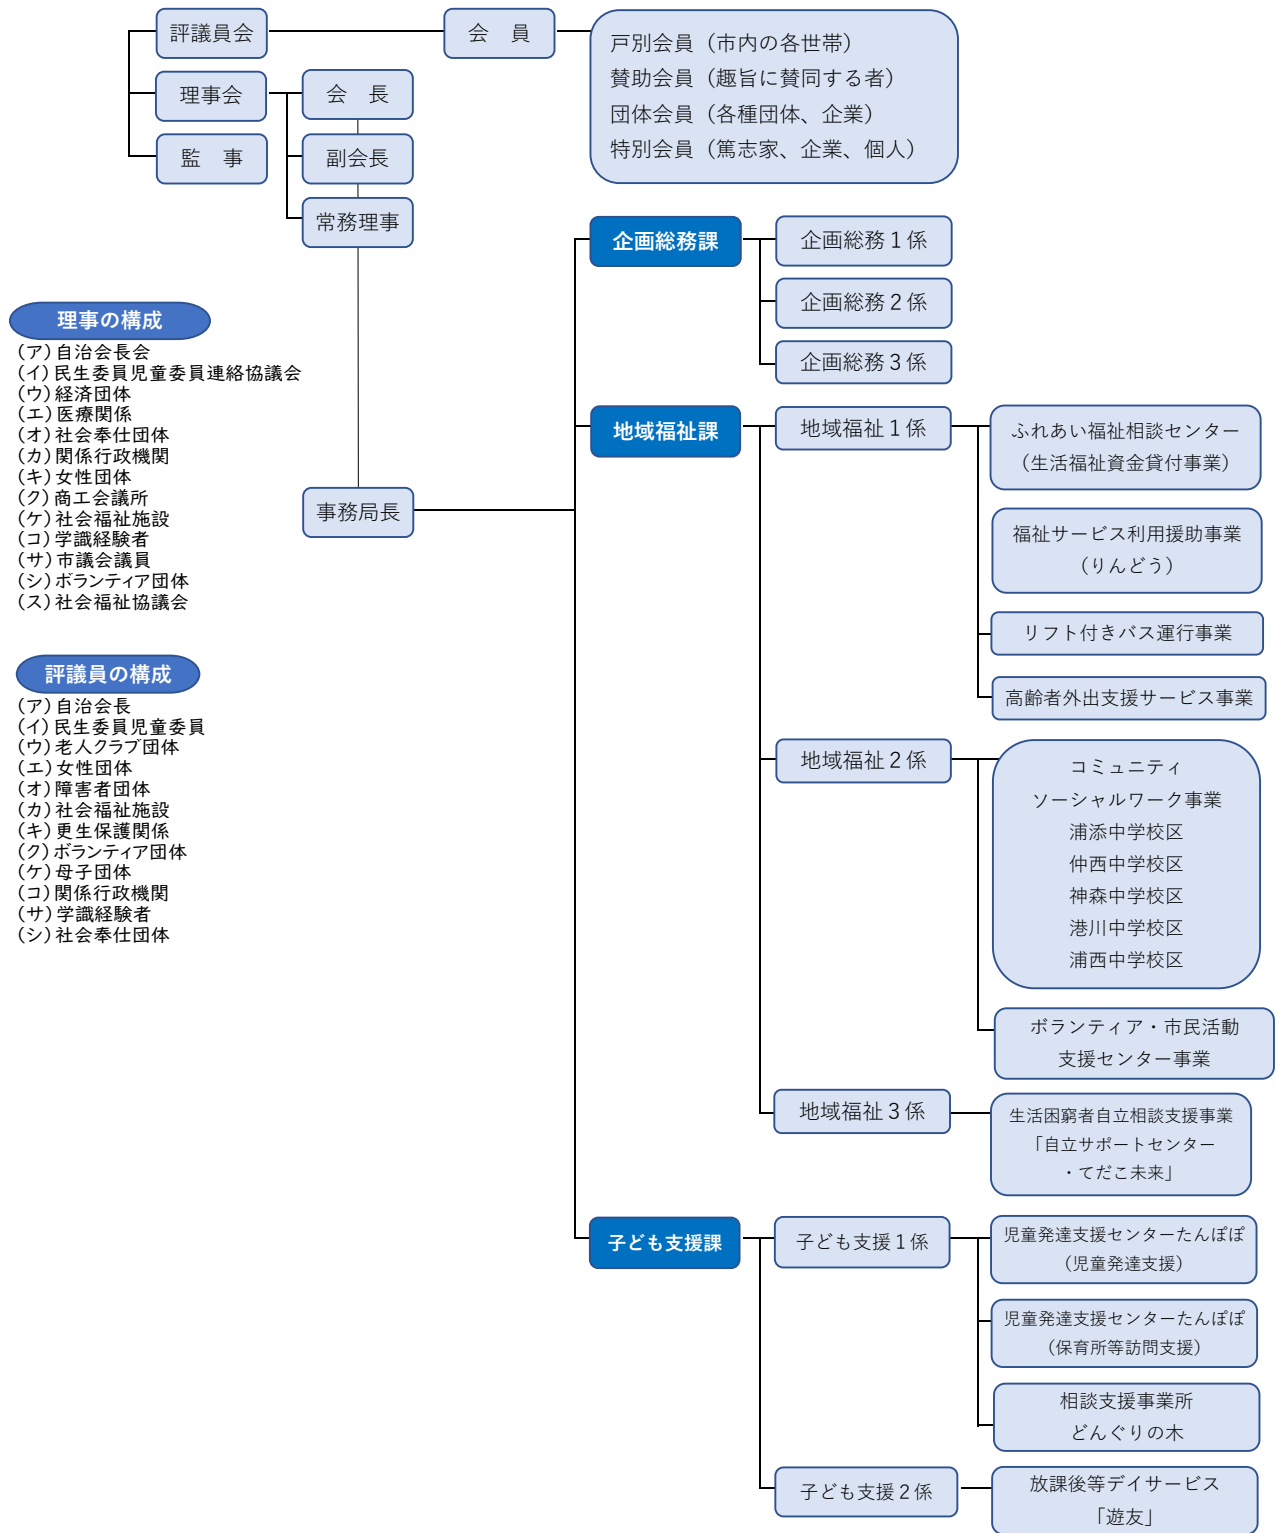 評議員会
会　員
戸別会員（市内の各世帯）
賛助会員（趣旨に賛同する者）
団体会員（各種団体、企業）
特別会員（篤志家、企業、個人）
理事会
会　長
監　事
副会長
常務理事
企画総務課
企画総務１係
企画総務２係
企画総務３係
理事の構成
（ア）自治会長会
（イ）民生委員児童委員連絡協議会
（ウ）経済団体
（エ）医療関係
（オ）社会奉仕団体
（カ）関係行政機関
（キ）女性団体
（ク）商工会議所
（ケ）社会福祉施設
（コ）学識経験者
（サ）市議会議員
（シ）ボランティア団体
（ス）社会福祉協議会
事務局長
地域福祉課
地域福祉１係
ふれあい福祉相談センター
（生活福祉資金貸付事業）
福祉サービス利用援助事業
（りんどう）
リフト付きバス運行事業
高齢者外出支援サービス事業
評議員の構成
（ア）自治会長
（イ）民生委員児童委員
（ウ）老人クラブ団体
（エ）女性団体
（オ）障害者団体
（カ）社会福祉施設
（キ）更生保護関係
（ク）ボランティア団体
（ケ）母子団体
（コ）関係行政機関
（サ）学識経験者
（シ）社会奉仕団体
地域福祉２係
コミュニティ
ソーシャルワーク事業
浦添中学校区
仲西中学校区
神森中学校区
港川中学校区
浦西中学校区
ボランティア・市民活動
支援センター事業
地域福祉３係
生活困窮者自立相談支援事業
「自立サポートセンター
・てだこ未来」
子ども支援課
子ども支援１係
児童発達支援センターたんぽぽ
（児童発達支援）
児童発達支援センターたんぽぽ
（保育所等訪問支援）
相談支援事業所
どんぐりの木
子ども支援２係
放課後等デイサービス
「遊友」